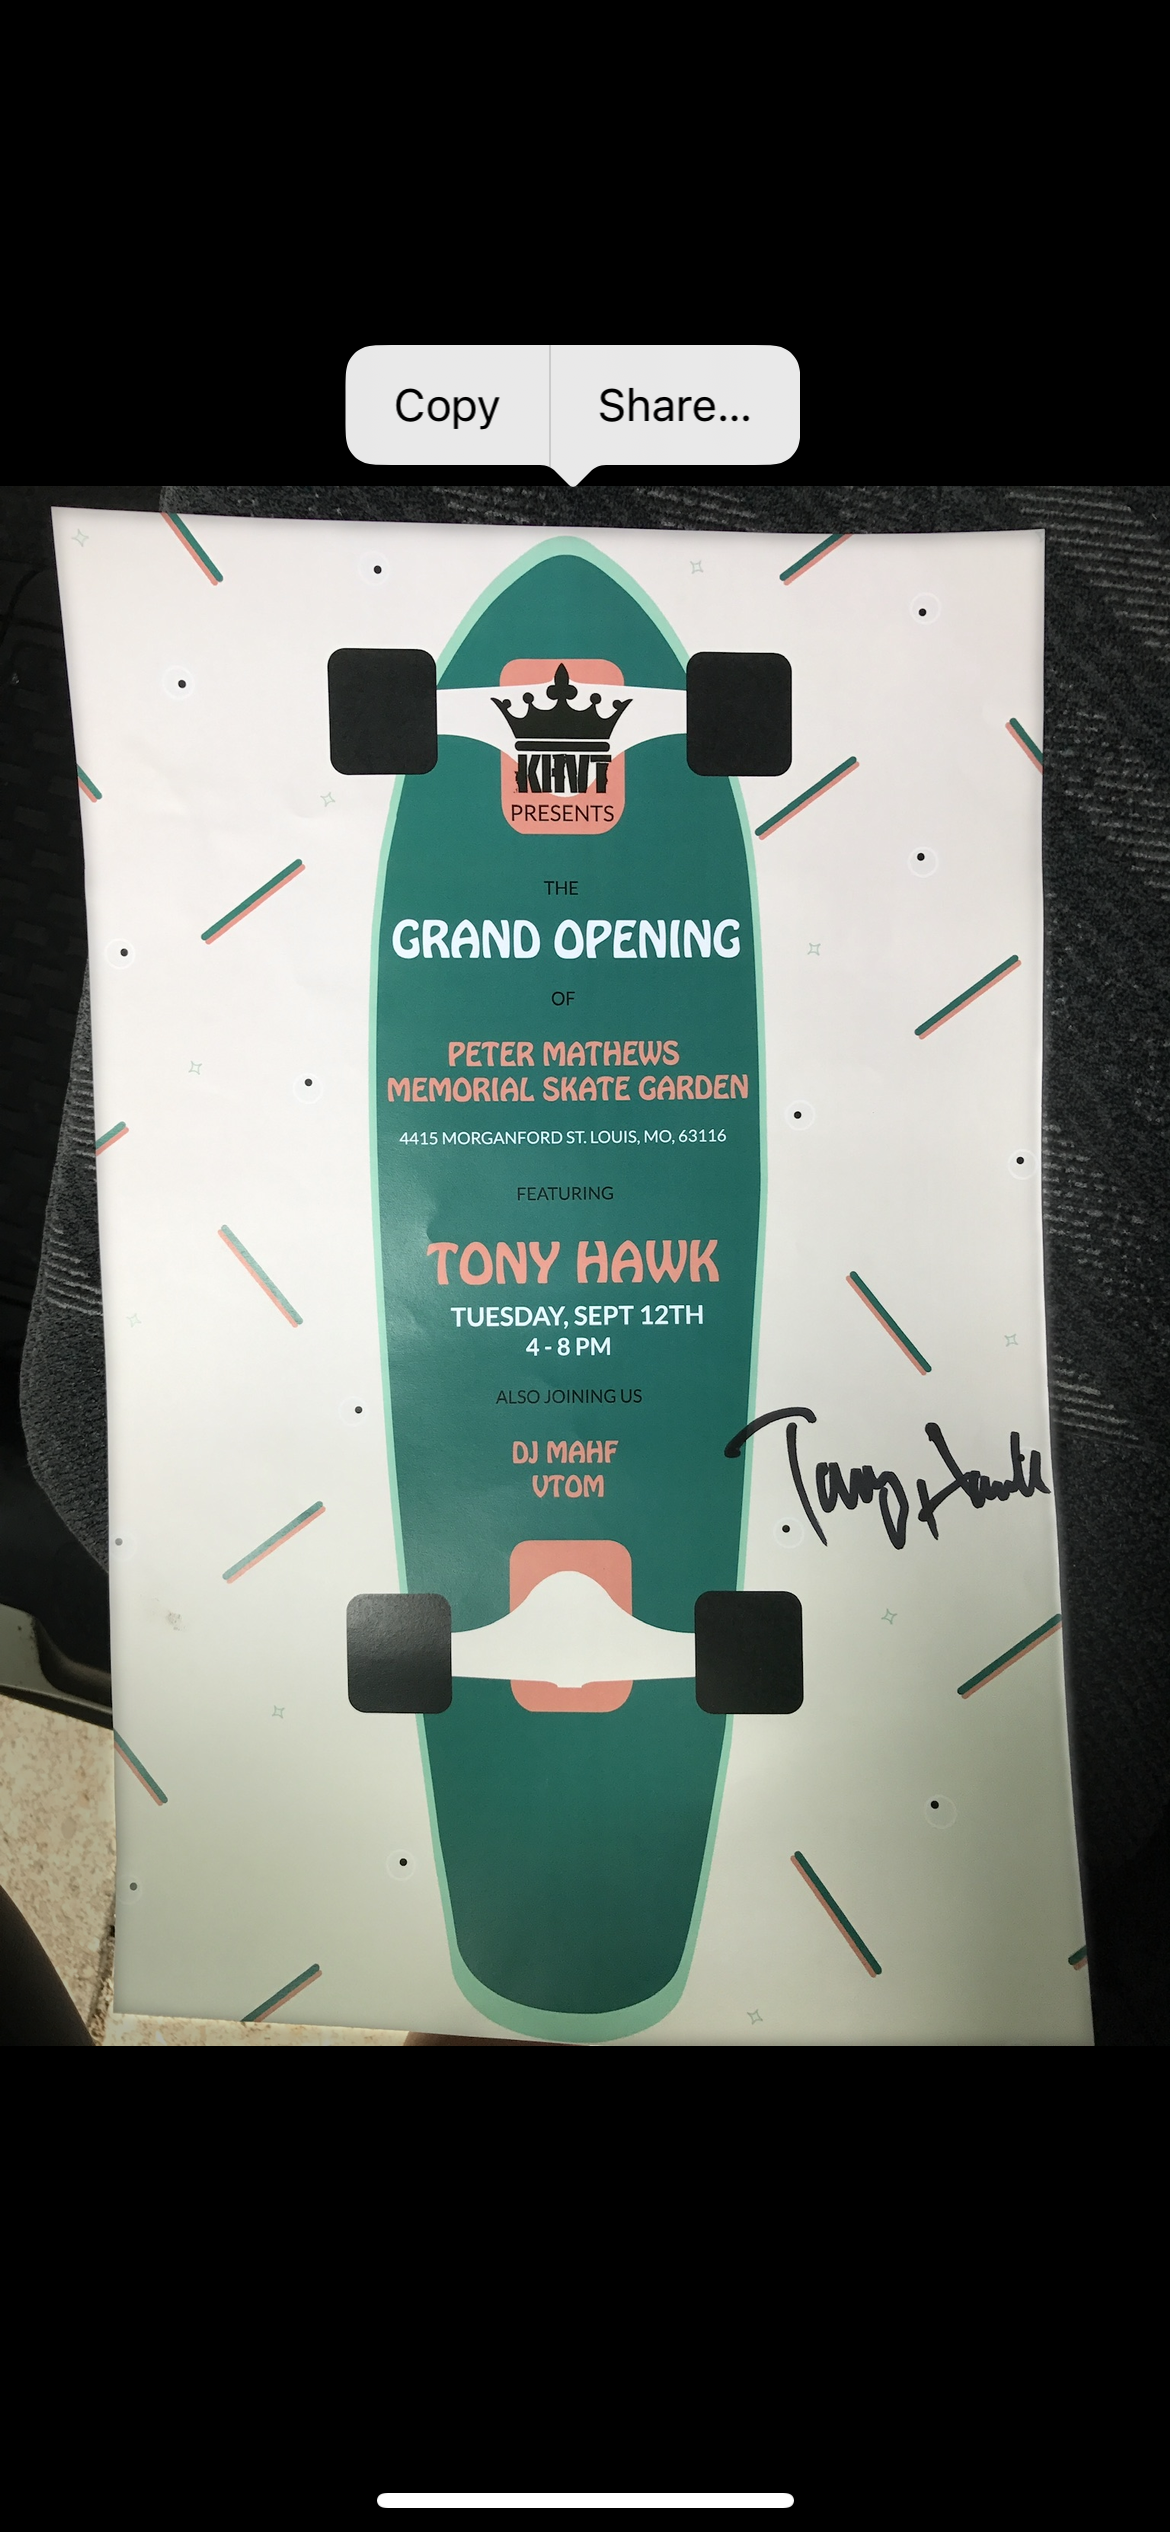 Copy
Share...
KHVT
PRESENTS
THE
GRAND OPENING
OF
PETER MATHEWS
MEMORIAL SKATE GARDEN
4415 MORGANFORD ST. LOUIS, MO, 63116
FEATURING
TONY HAWK
TUESDAY, SEPT 12TH
4 - 8 PM
ALSO JOINING US
DJ MAHF
VTOM
Tony Hawk